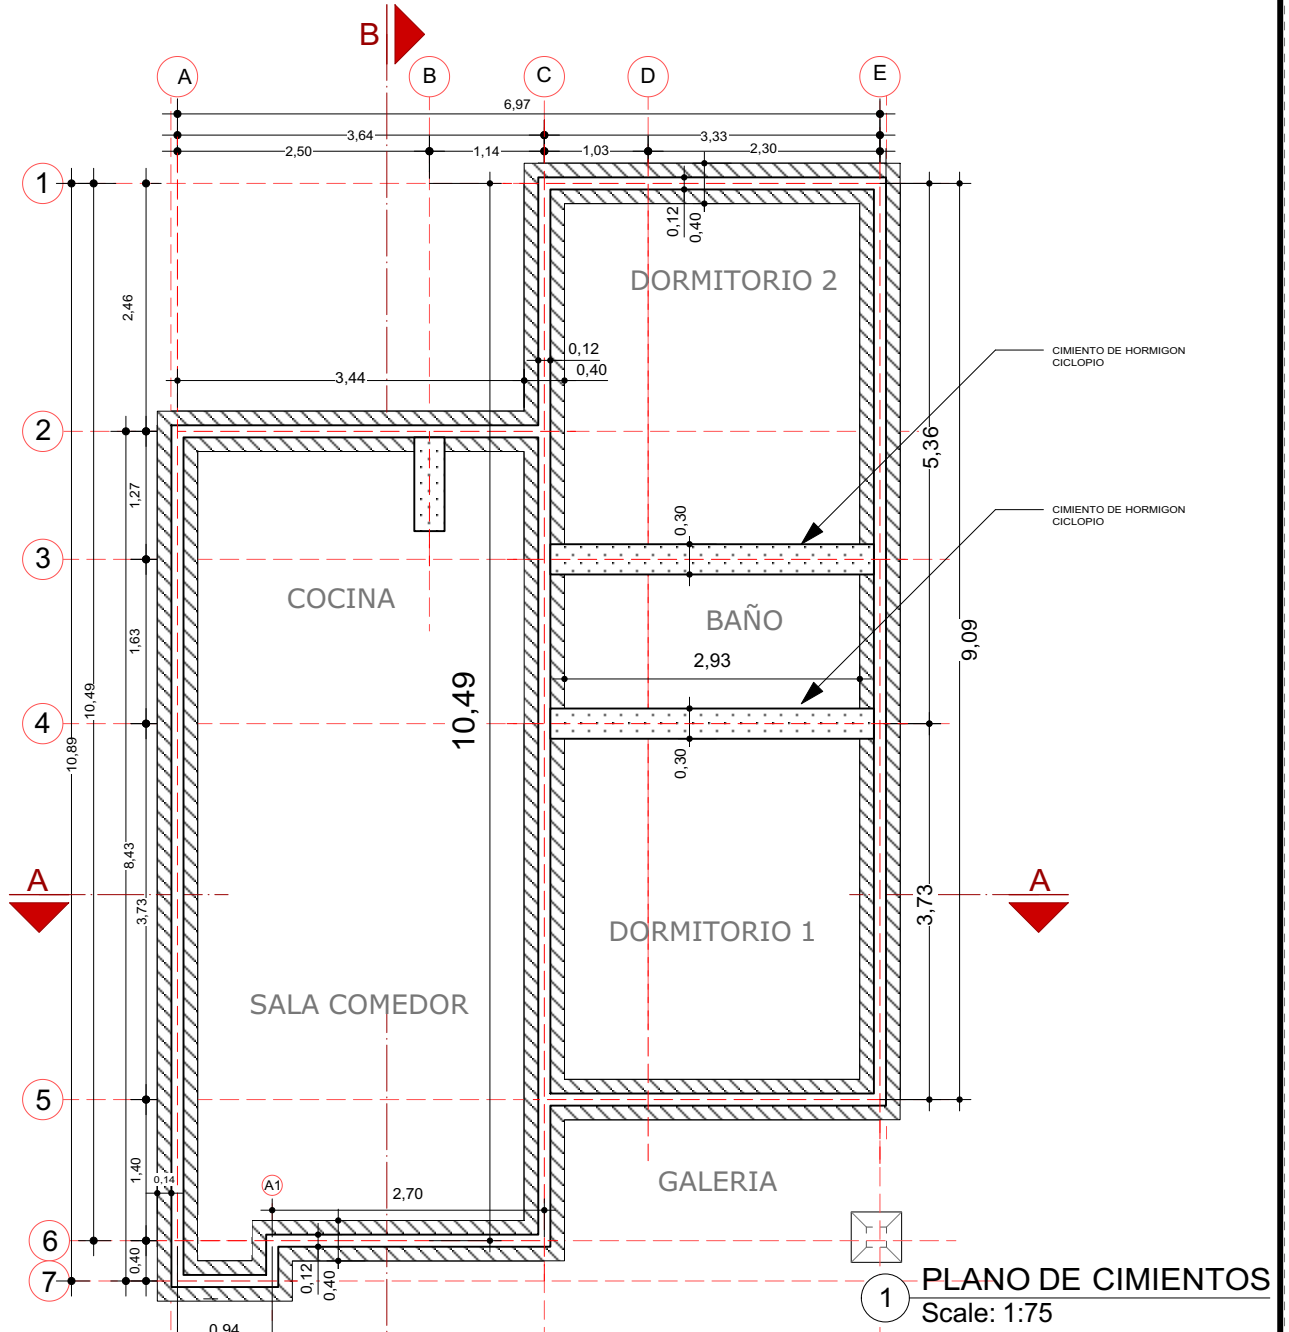 B
A
B
C
D
E
6,97
3,64
3,33
2,50
1,14
1,03
2,30
1
0,12
0,40
DORMITORIO 2
2,46
0,12
0,40
3,44
CIMIENTO DE HORMIGON
CICLOPIO
2
5,36
1,27
0,30
CIMIENTO DE HORMIGON
CICLOPIO
3
COCINA
BAÑO
1,63
9,09
2,93
10,49
10,49
4
10,89
0,30
8,43
A
A
3,73
3,73
DORMITORIO 1
SALA COMEDOR
5
1,40
0,14
A1
2,70
GALERIA
6
0,40
0,12
0,40
7
1
PLANO DE CIMIENTOS
Scale: 1:75
0,94